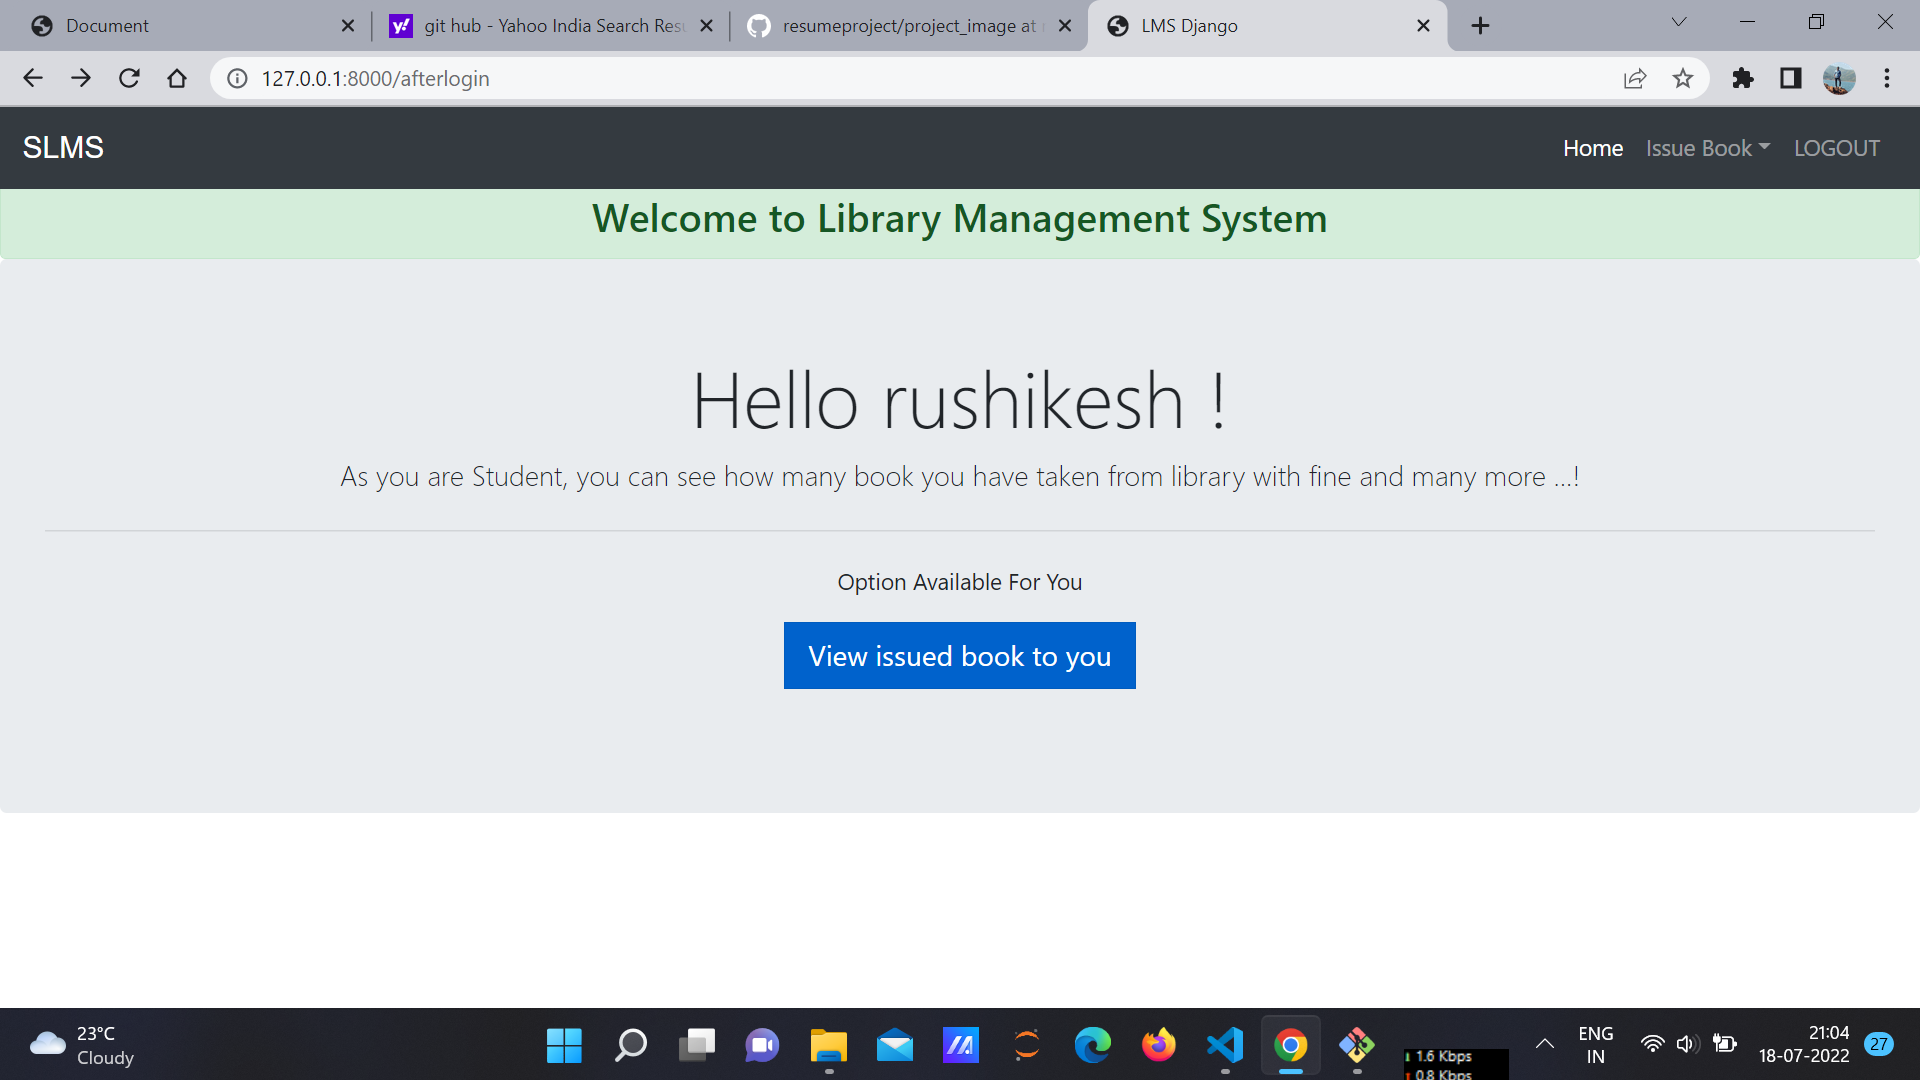 Document
git hub - Yahoo India Search Resu
resumeproject/project_image at
LMS Django
127.0.0.1:8000/afterlogin
SLMS
Home
Issue Book
LOGOUT
Welcome to Library Management System
Hello rushikesh !
As you are Student, you can see how many book you have taken from library with fine and many more ...!
Option Available For You
View issued book to you
23°C
Cloudy
1.6 Kbps
0.8 Kbps
ENG
IN
21:04
18-07-2022
27